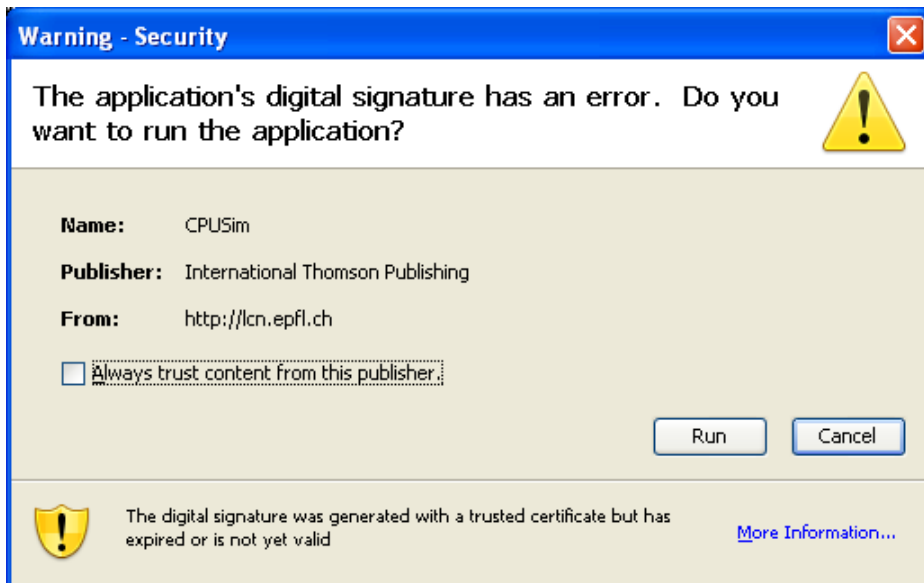 Warning - Security
The application's digital signature has an error. Do you
want to run the application?
Name: CPUSim
Publisher: International Thomson Publishing
From: http://lcn.epfl.ch
Always trust content from this publisher.
Run Cancel
The digital signature was generated with a trusted certificate but has
expired or is not yet valid
More Information...